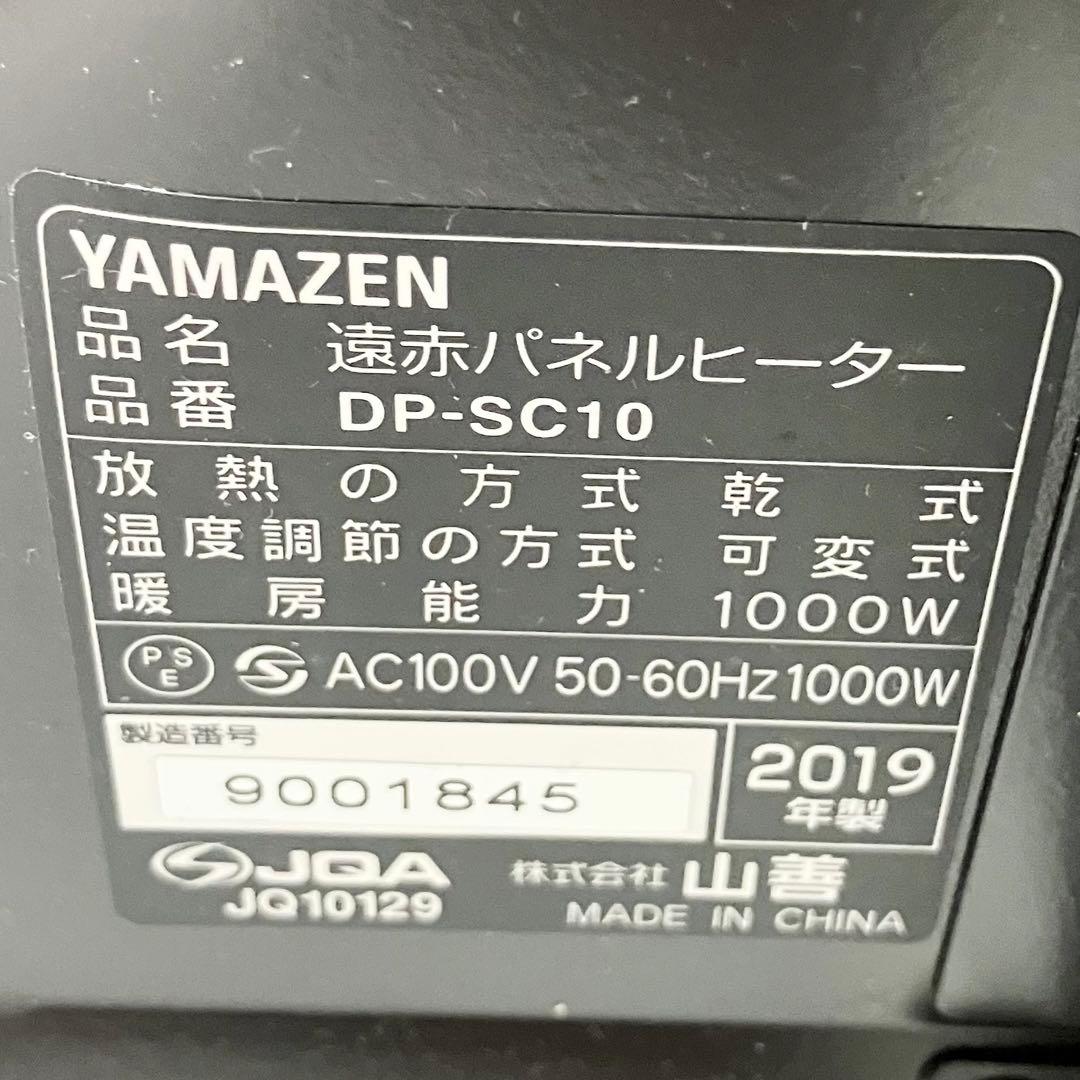 YAMAZEN
品名 遠赤パネルヒーター
品番 DP-SC10
放熱の方式 乾式
温度調節の方式 可変式
暖房能力 1000W
PSE S AC100V 50-60Hz 1000W
製造番号
9001845
2019
年製
JQA
JQ10129
株式会社 山善
MADE IN CHINA